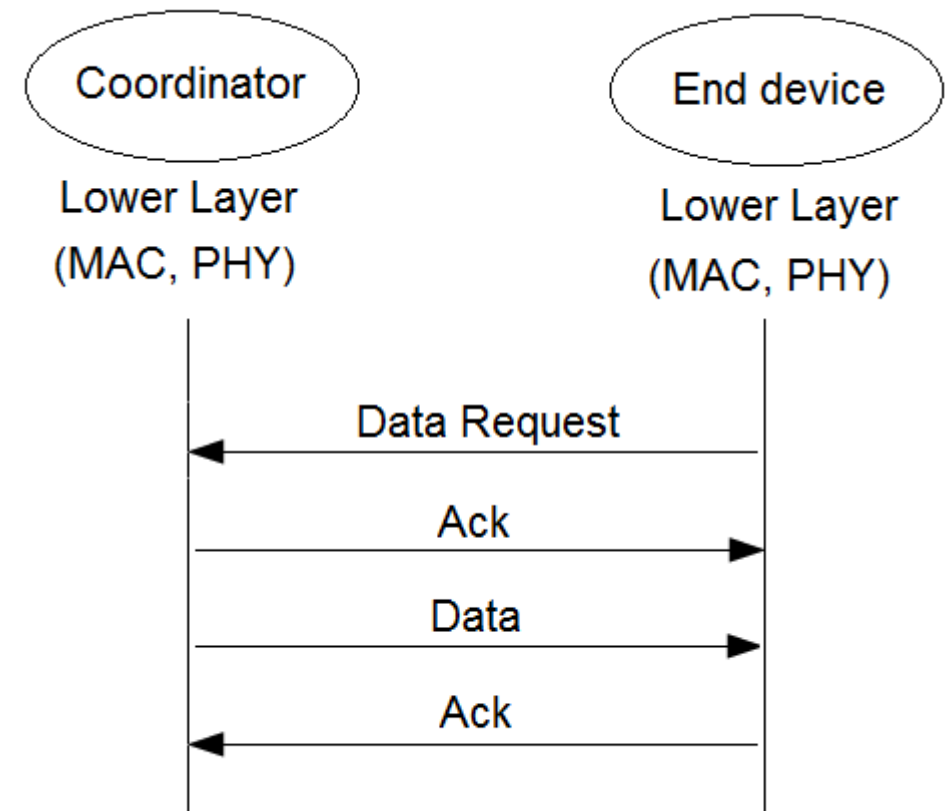 Coordinator
End device
Lower Layer
(MAC, PHY)
Lower Layer
(MAC, PHY)
Data Request
Ack
Data
Ack